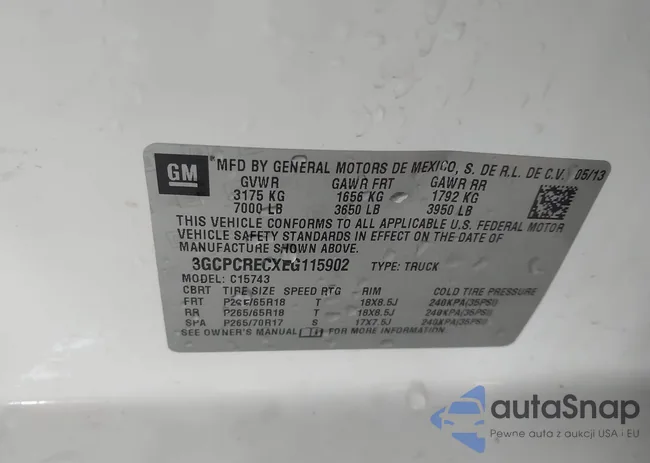 GM
MFD BY GENERAL MOTORS DE MEXICO, S. DE R.L. DE C.V. 05/13
GVWR GAWR FRT GAWR RR
3175 KG 1656 KG 1792 KG
7000 LB 3650 LB 3950 LB
THIS VEHICLE CONFORMS TO ALL APPLICABLE U.S. FEDERAL MOTOR
VEHICLE SAFETY STANDARDS IN EFFECT ON THE DATE OF
MANUFACTURE SHOWN ABOVE.
3GCPCRECXEG115902 TYPE: TRUCK
MODEL: C15743
CBRT TIRE SIZE SPEED RTG RIM COLD TIRE PRESSURE
FRT P265/65R18 T 18X8.5J 240KPA(35PSI)
RR P265/65R18 T 18X8.5J 240KPA(35PSI)
SPA P265/70R17 S 17X7.5J 240KPA(35PSI)
SEE OWNER'S MANUAL FOR MORE INFORMATION.
autaSnap
Pewne auta z aukcji USA i EU